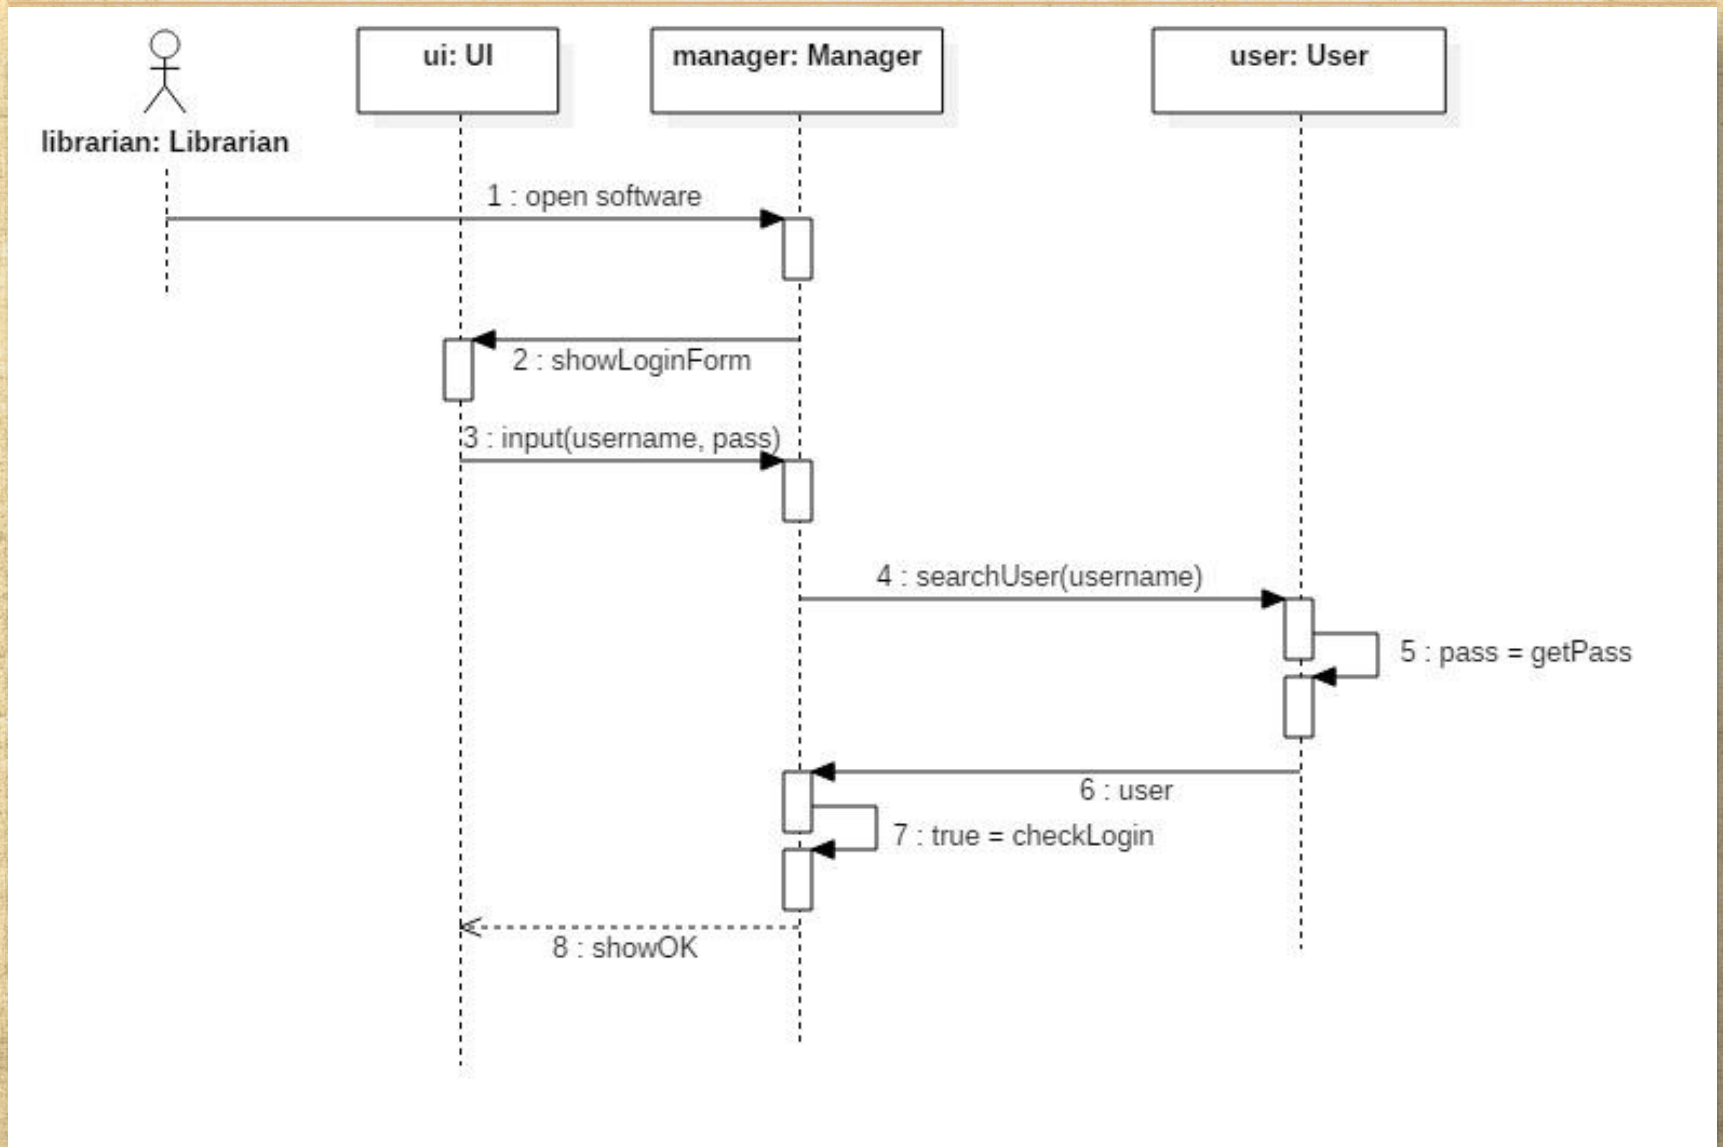 ui: UI
manager: Manager
user: User
librarian: Librarian
1 : open software
2 : showLoginForm
3 : input(username, pass)
4 : searchUser(username)
5 : pass = getPass
6 : user
7 : true = checkLogin
8 : showOK